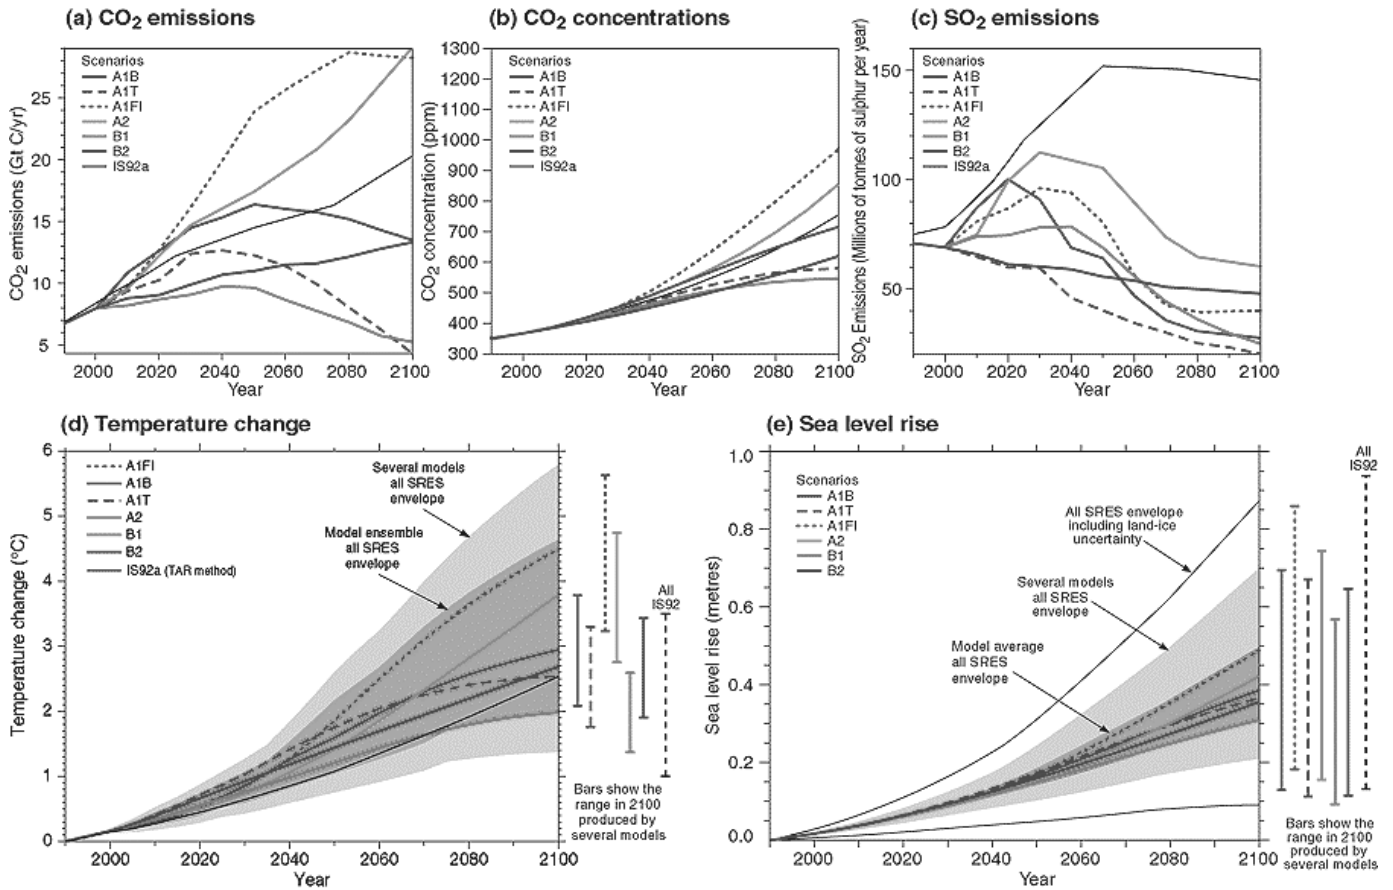 (a) CO2 emissions
CO2 emissions (Gt C/yr)
25
20
15
10
5
Scenarios
A1B
A1T
A1FI
A2
B1
B2
IS92a
2000 2020 2040 2060 2080 2100
Year
(b) CO2 concentrations
CO2 concentration (ppm)
1300
1200
1100
1000
900
800
700
600
500
400
300
Scenarios
A1B
A1T
A1FI
A2
B1
B2
IS92a
2000 2020 2040 2060 2080 2100
Year
(c) SO2 emissions
SO2 Emissions (Millions of tonnes of sulphur per year)
150
100
50
Scenarios
A1B
A1T
A1FI
A2
B1
B2
IS92a
2000 2020 2040 2060 2080 2100
Year
(d) Temperature change
Temperature change (°C)
6
5
4
3
2
1
0
A1FI
A1B
A1T
A2
B1
B2
IS92a (TAR method)
Several models
all SRES
envelope
Model ensemble
all SRES
envelope
All
IS92
Bars show the
range in 2100
produced by
several models
2000 2020 2040 2060 2080 2100
Year
(e) Sea level rise
Sea level rise (metres)
1.0
0.8
0.6
0.4
0.2
0.0
Scenarios
A1B
A1T
A1FI
A2
B1
B2
All SRES envelope
including land-ice
uncertainty
Several models
all SRES
envelope
Model average
all SRES
envelope
All
IS92
Bars show the
range in 2100
produced by
several models
2000 2020 2040 2060 2080 2100
Year